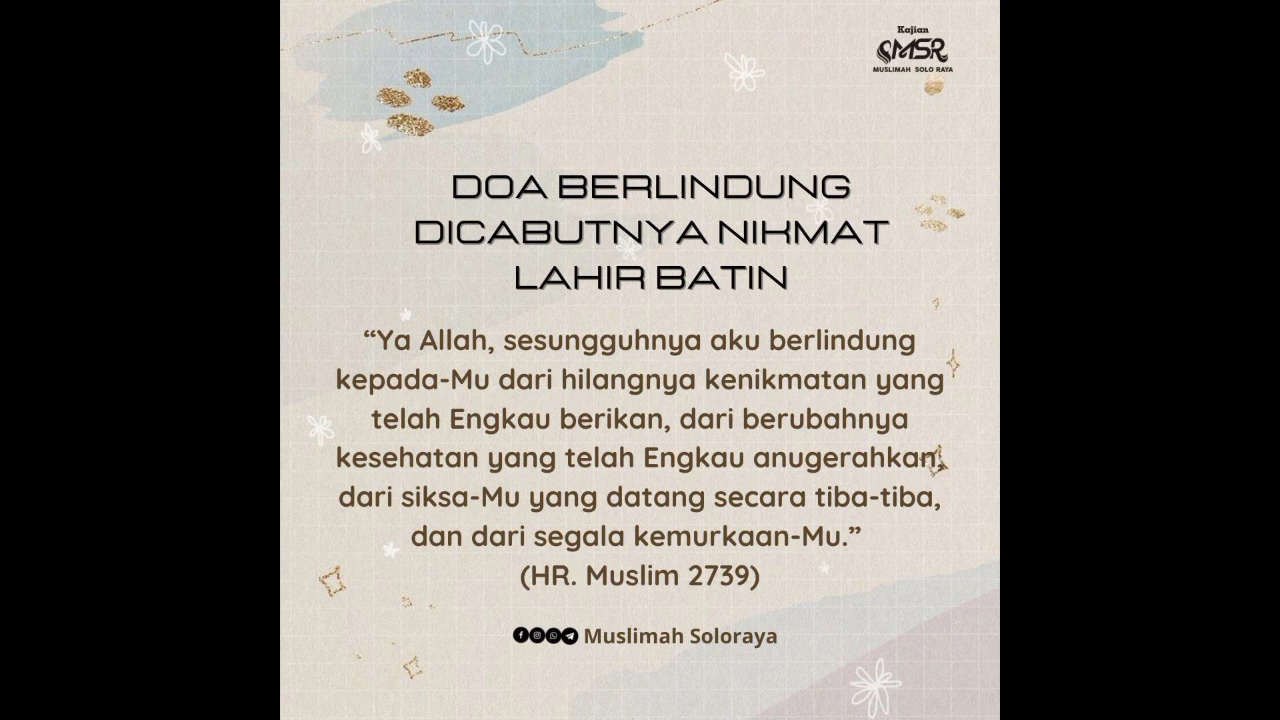 Kajian
MSR
MUSLIMAH SOLO RAYA
DOA BERLINDUNG
DICABUTNYA NIKMAT
LAHIR BATIN
“Ya Allah, sesungguhnya aku berlindung
kepada-Mu dari hilangnya kenikmatan yang
telah Engkau berikan, dari berubahnya
kesehatan yang telah Engkau anugerahkan,
dari siksa-Mu yang datang secara tiba-tiba,
dan dari segala kemurkaan-Mu.”
(HR. Muslim 2739)
Muslimah Soloraya